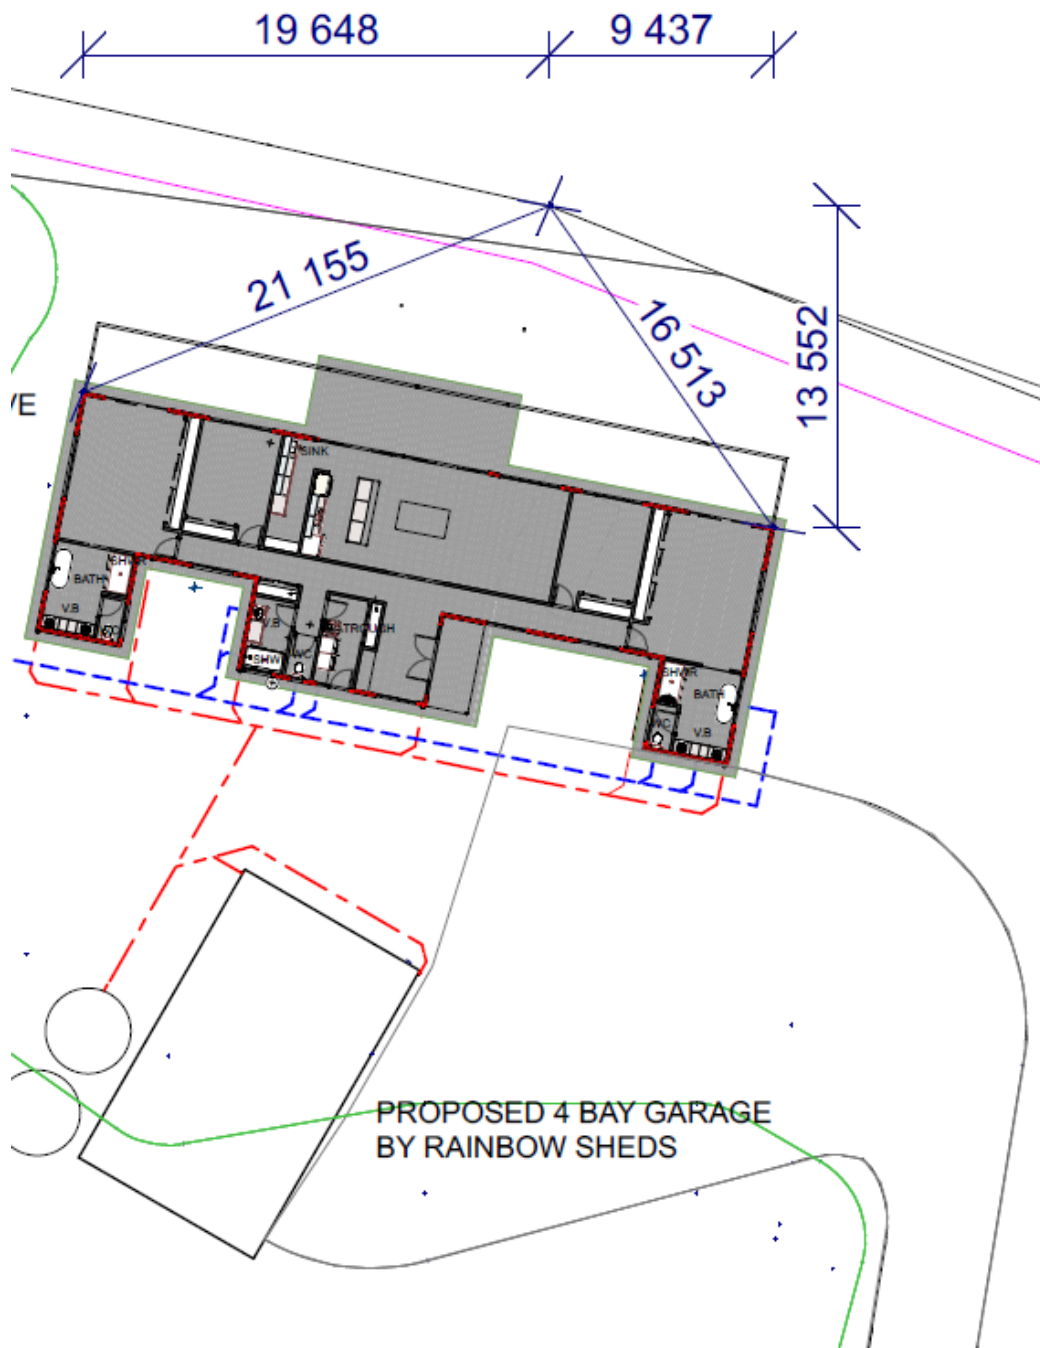 19 648
9 437
21 155
16 513
13 552
VE
SINK
SHWR
BATH
V.B
V.B
SHW
WC
SHWR
BATH
WC
V.B
PROPOSED 4 BAY GARAGE
BY RAINBOW SHEDS